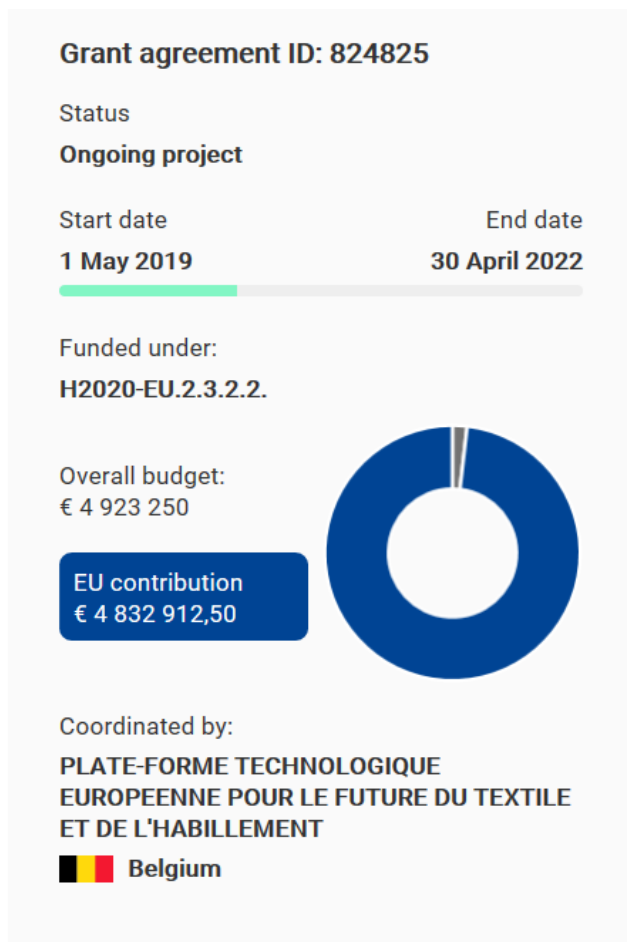 Grant agreement ID: 824825
Status
Ongoing project
Start date
End date
1 May 2019
30 April 2022
Funded under:
H2020-EU.2.3.2.2.
Overall budget:
€ 4 923 250
EU contribution
€ 4 832 912,50
Coordinated by:
PLATE-FORME TECHNOLOGIQUE
EUROPEENNE POUR LE FUTURE DU TEXTILE
ET DE L'HABILLEMENT
Belgium